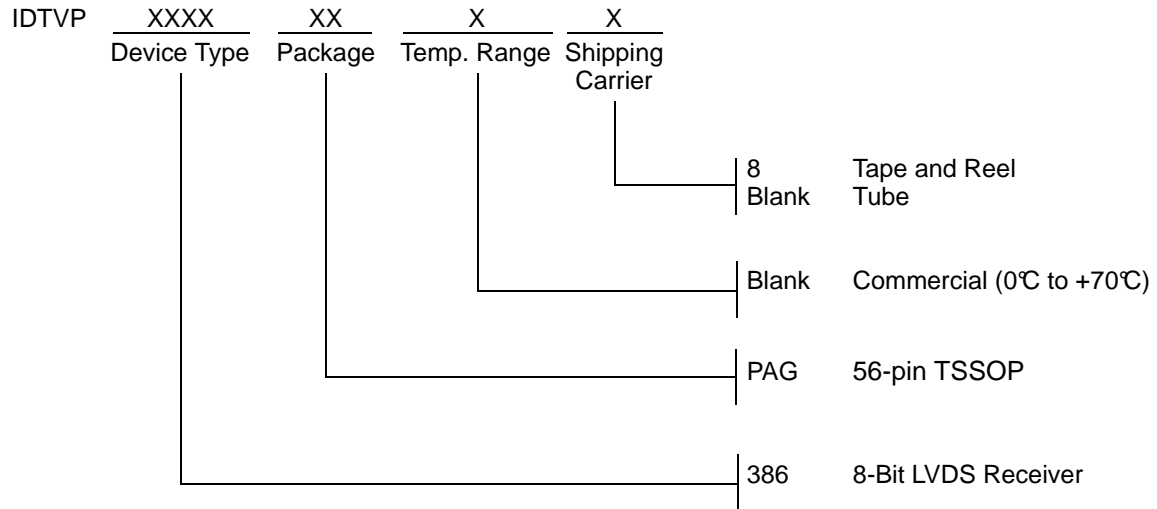 IDTVP XXXX XX X X
Device Type Package Temp. Range Shipping
Carrier
8 Tape and Reel
Blank Tube
Blank Commercial (0°C to +70°C)
PAG 56-pin TSSOP
386 8-Bit LVDS Receiver